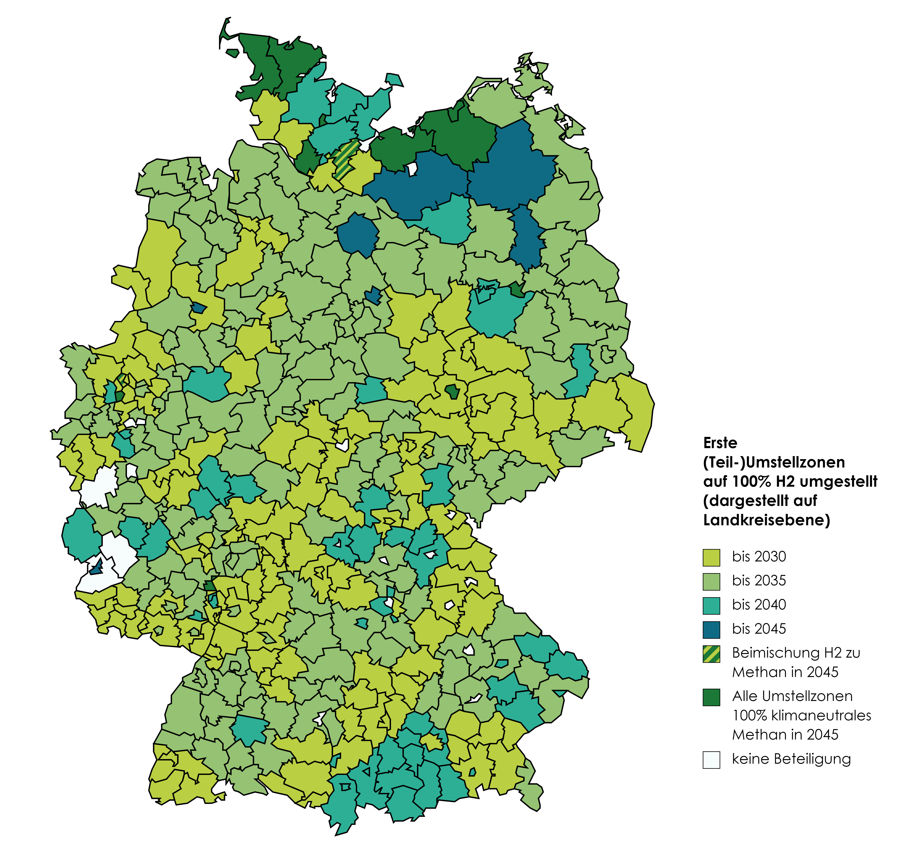 Erste
(Teil-)Umstellzonen
auf 100% H2 umgestellt
(dargestellt auf
Landkreisebene)
bis 2030
bis 2035
bis 2040
bis 2045
Beimischung H2 zu
Methan in 2045
Alle Umstellzonen
100% klimaneutrales
Methan in 2045
keine Beteiligung